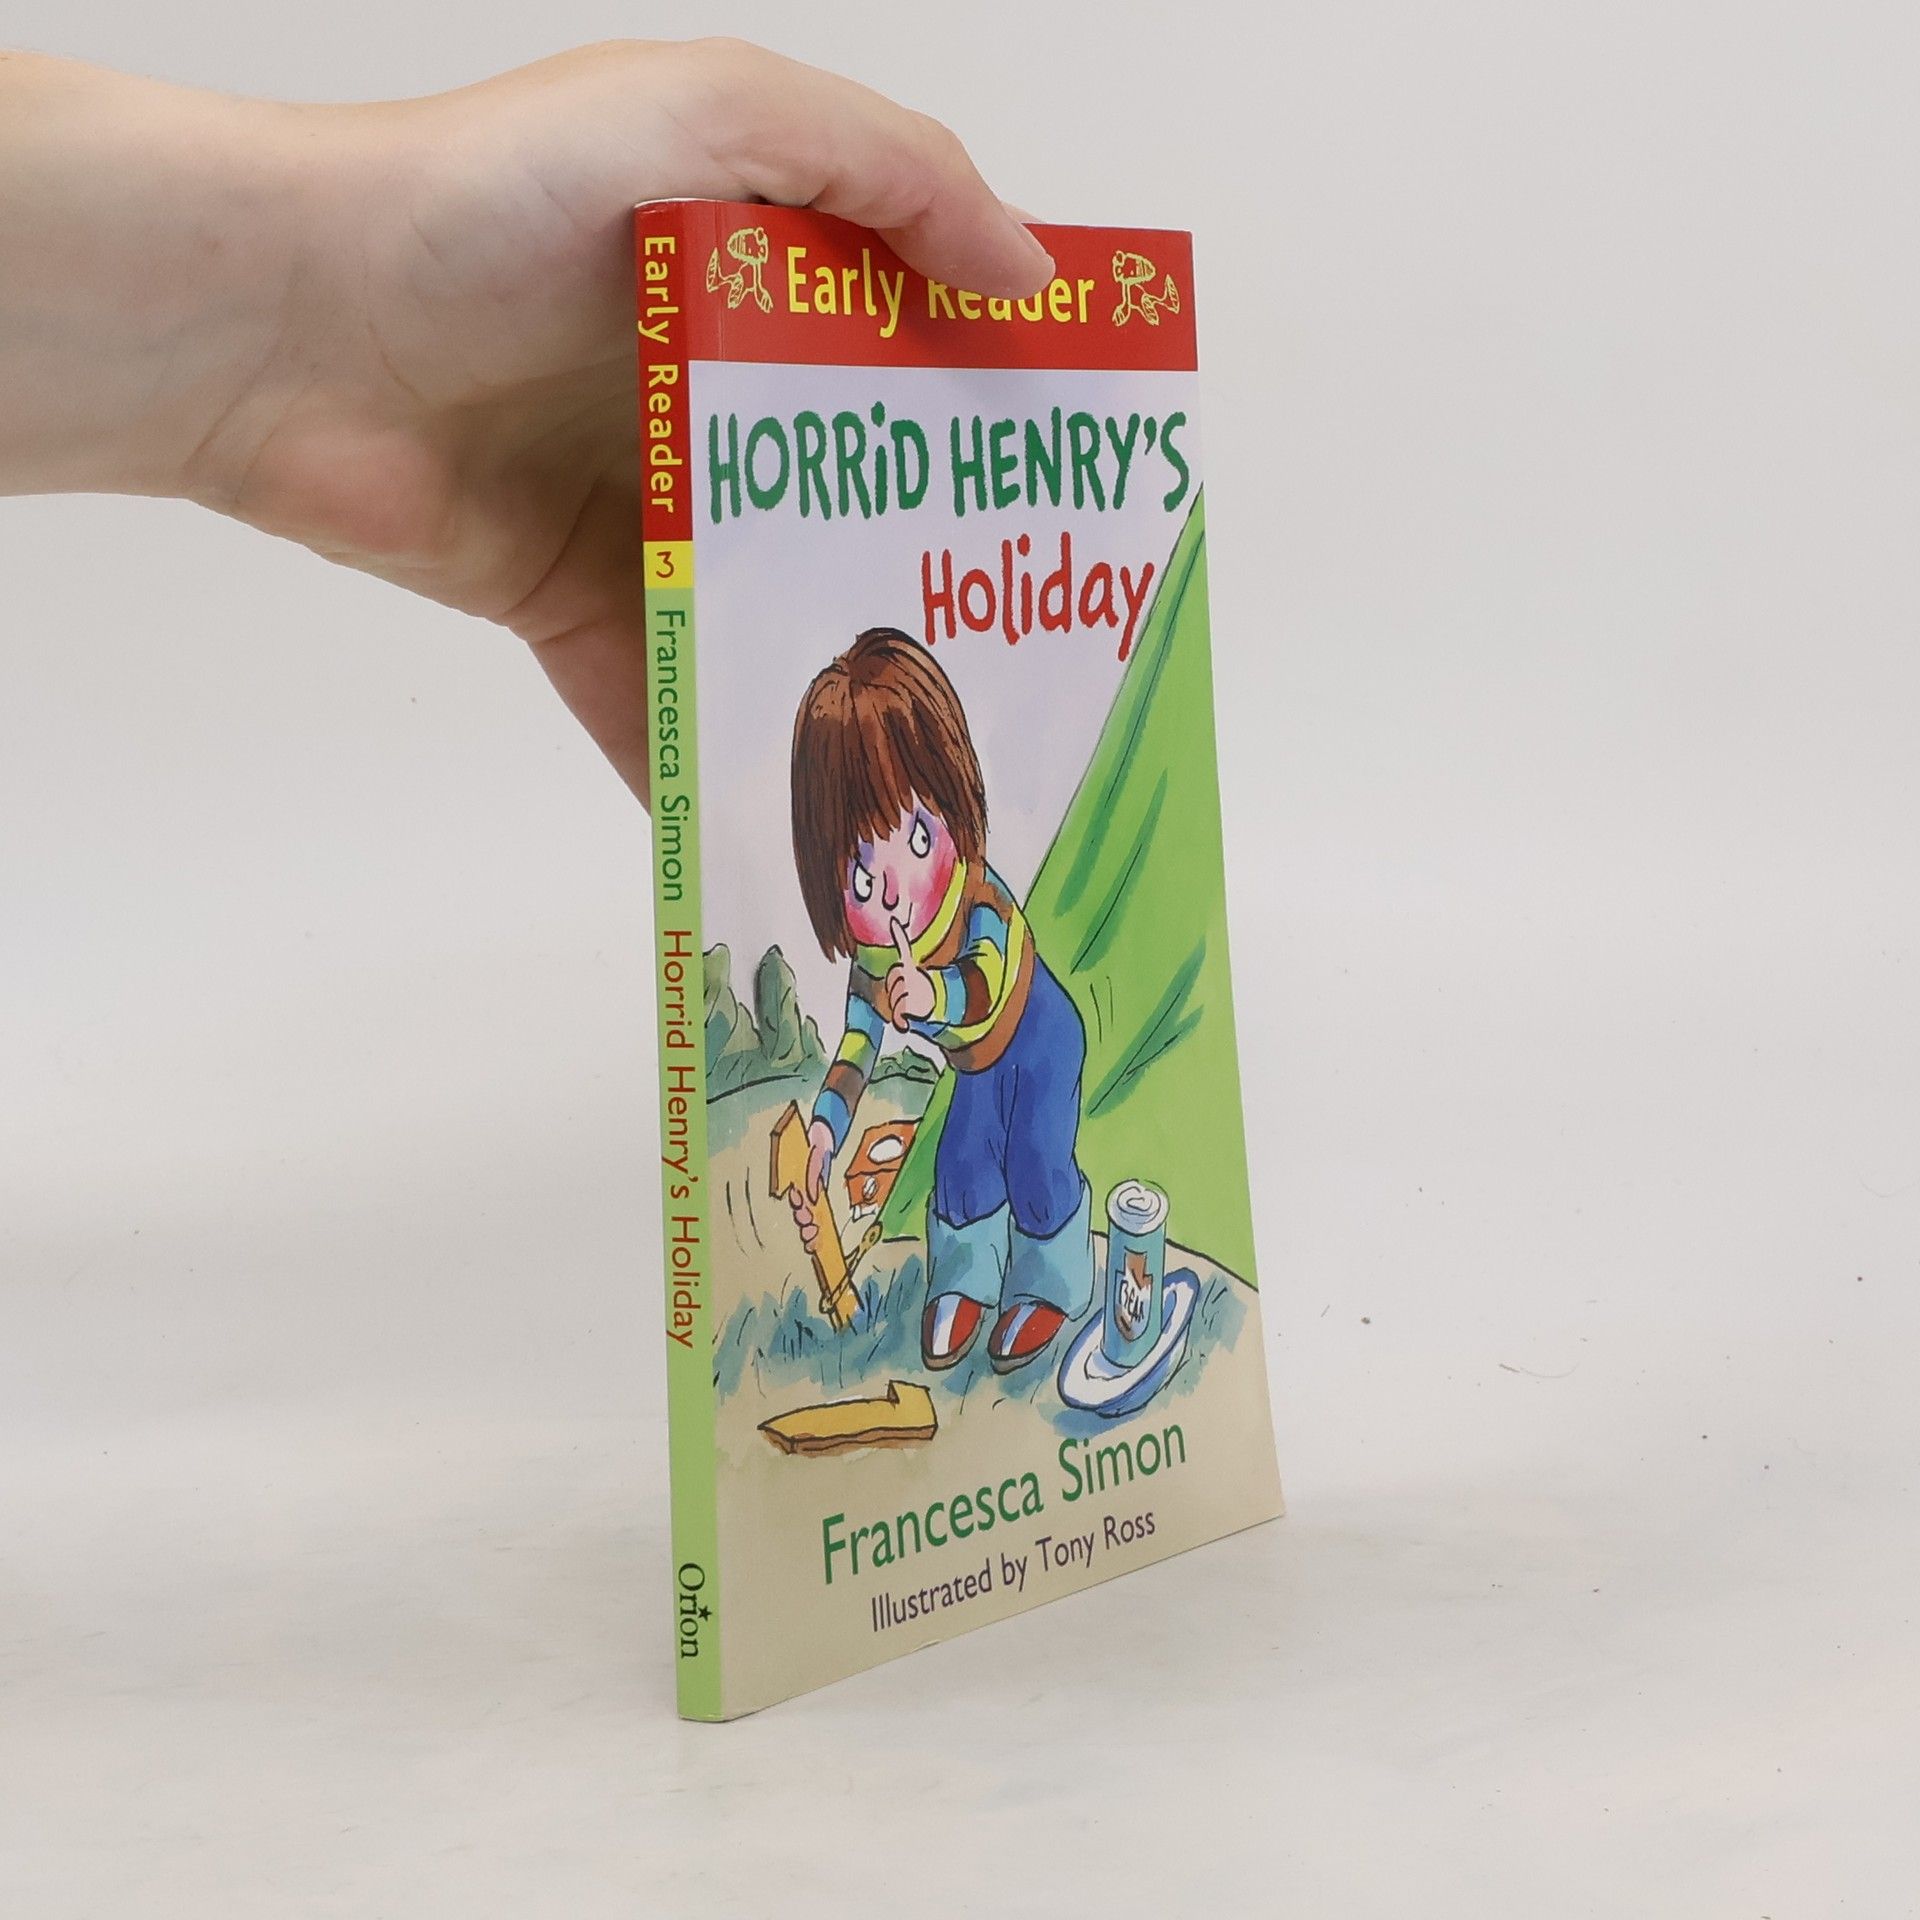 Early Reader
3
Francesca Simon Horrid Henry's Holiday
Orion
Early Reader
HORRiD HENRY'S
Holiday
BEAN
Francesca Simon
Illustrated by Tony Ross